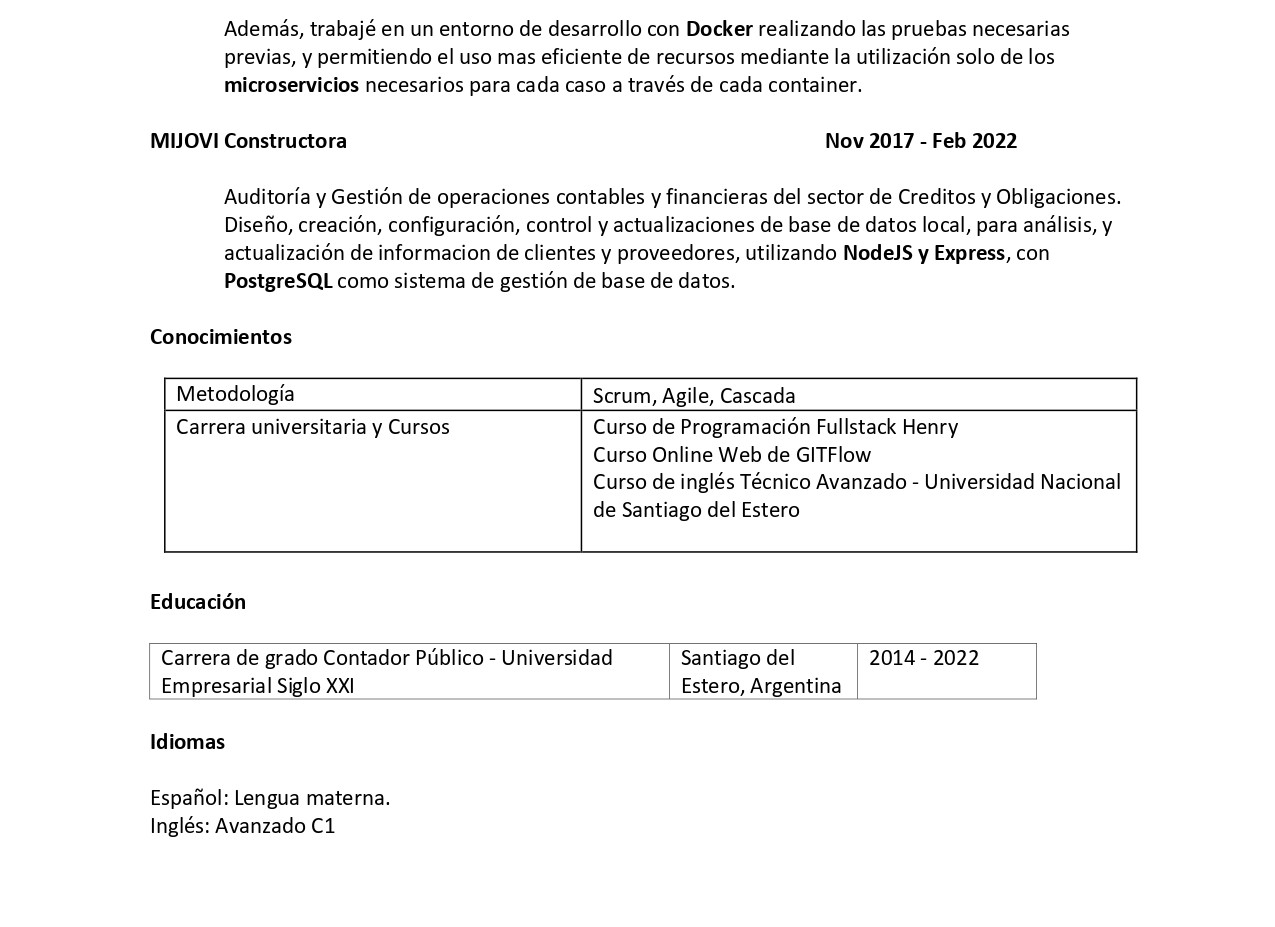 Además, trabajé en un entorno de desarrollo con Docker realizando las pruebas necesarias
previas, y permitiendo el uso mas eficiente de recursos mediante la utilización solo de los
microservicios necesarios para cada caso a través de cada container.
MIJOVI Constructora Nov 2017 - Feb 2022
Auditoría y Gestión de operaciones contables y financieras del sector de Creditos y Obligaciones.
Diseño, creación, configuración, control y actualizaciones de base de datos local, para análisis, y
actualización de informacion de clientes y proveedores, utilizando NodeJS y Express, con
PostgreSQL como sistema de gestión de base de datos.
Conocimientos
Metodología Scrum, Agile, Cascada
Carrera universitaria y Cursos Curso de Programación Fullstack Henry
Curso Online Web de GITFlow
Curso de inglés Técnico Avanzado - Universidad Nacional
de Santiago del Estero
Educación
Carrera de grado Contador Público - Universidad Santiago del 2014 - 2022
Empresarial Siglo XXI Estero, Argentina
Idiomas
Español: Lengua materna.
Inglés: Avanzado C1